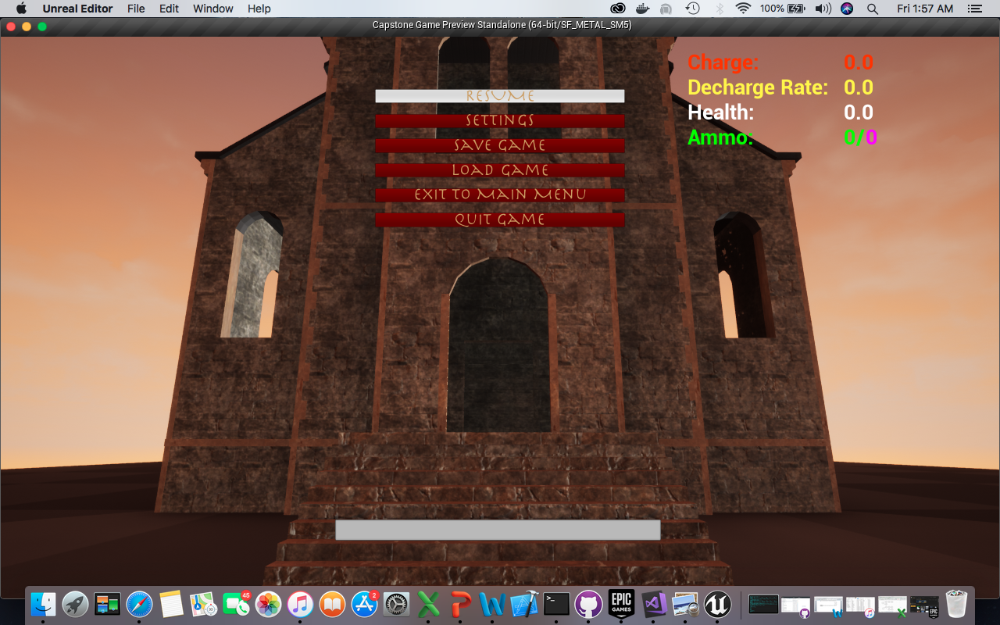 Unreal Editor File Edit Window Help 100% Fri 1:57 AM
Capstone Game Preview Standalone (64-bit/SF_METAL_SM5)
Charge: 0.0
Decharge Rate: 0.0
Health: 0.0
Ammo: 0/0
RESUME
SETTINGS
SAVE GAME
LOAD GAME
EXIT TO MAIN MENU
QUIT GAME
45
2
EPIC
GAMES